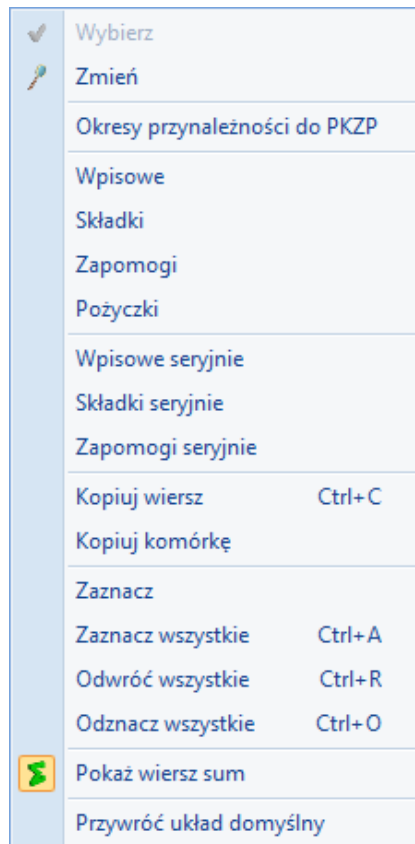 Wybierz
Zmień
Okresy przynależności do PKZP
Wpisowe
Składki
Zapomogi
Pożyczki
Wpisowe seryjnie
Składki seryjnie
Zapomogi seryjnie
Kopiuj wiersz Ctrl+C
Kopiuj komórkę
Zaznacz
Zaznacz wszystkie Ctrl+A
Odwróć wszystkie Ctrl+R
Odznacz wszystkie Ctrl+O
Pokaż wiersz sum
Przywróć układ domyślny